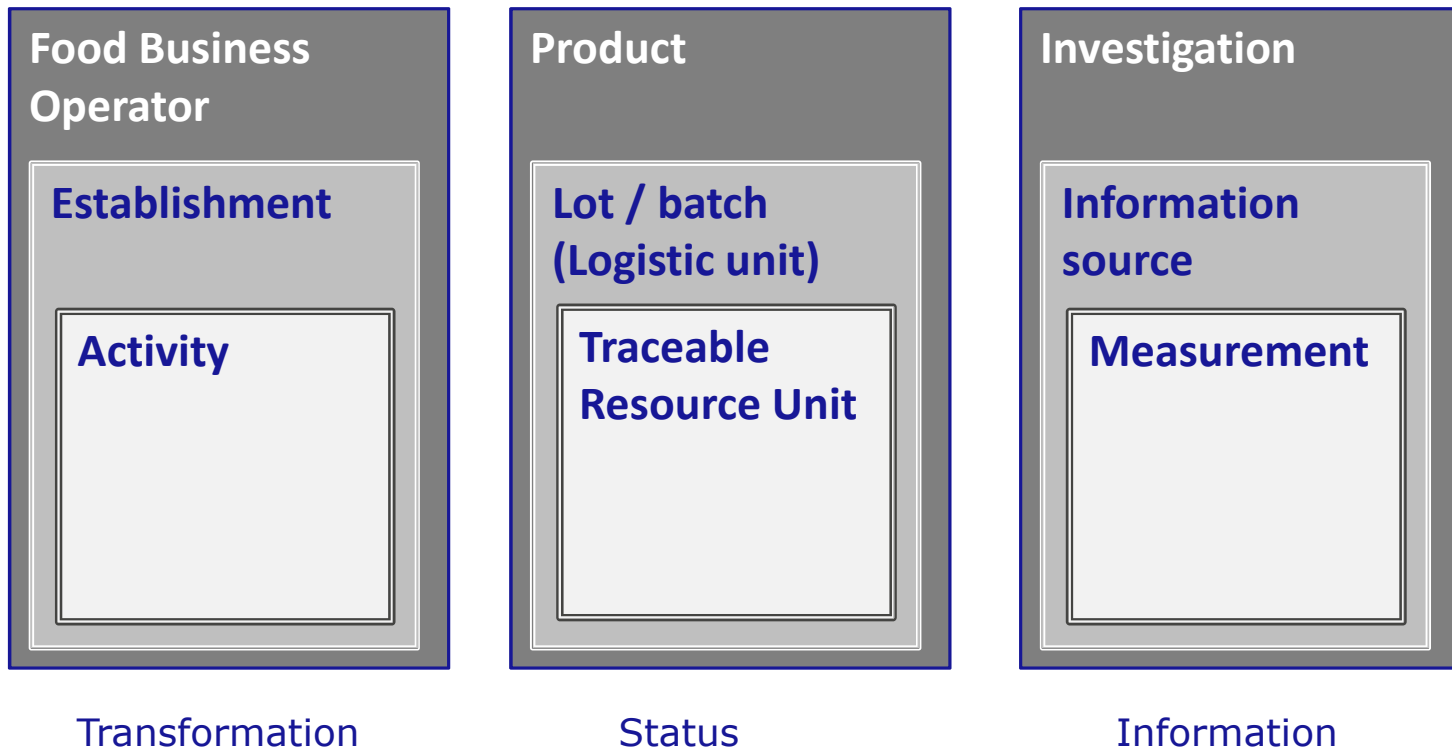 Food Business
Operator
Establishment
Activity
Product
Lot / batch
(Logistic unit)
Traceable
Resource Unit
Investigation
Information
source
Measurement
Transformation
Status
Information